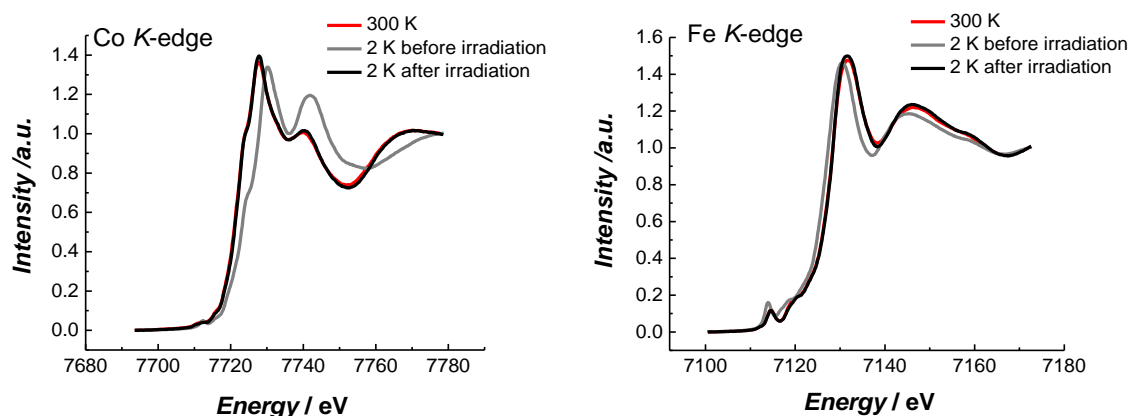 Co K-edge
300 K
2 K before irradiation
2 K after irradiation
1.4
1.2
1.0
0.8
0.6
0.4
0.2
0.0
Intensity /a.u.
7680 7700 7720 7740 7760 7780
Energy / eV
Fe K-edge
300 K
2 K before irradiation
2 K after irradiation
1.6
1.4
1.2
1.0
0.8
0.6
0.4
0.2
0.0
Intensity /a.u.
7100 7120 7140 7160 7180
Energy / eV